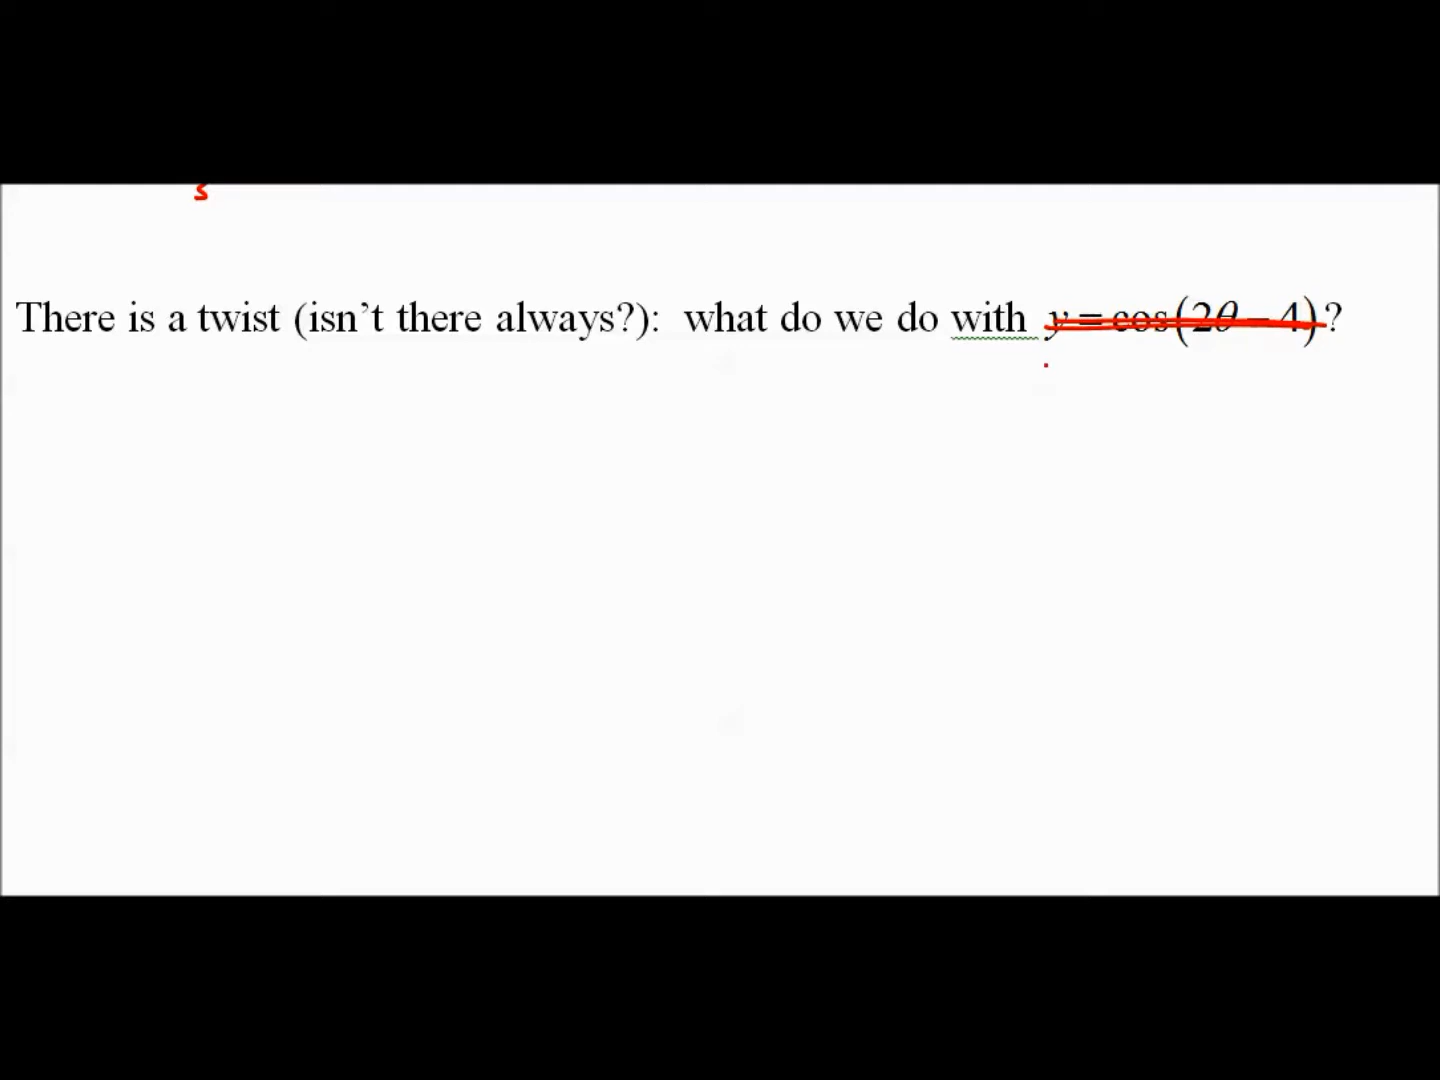 There is a twist (isn’t there always?):  what do we do with y = cos(2θ − 4)?